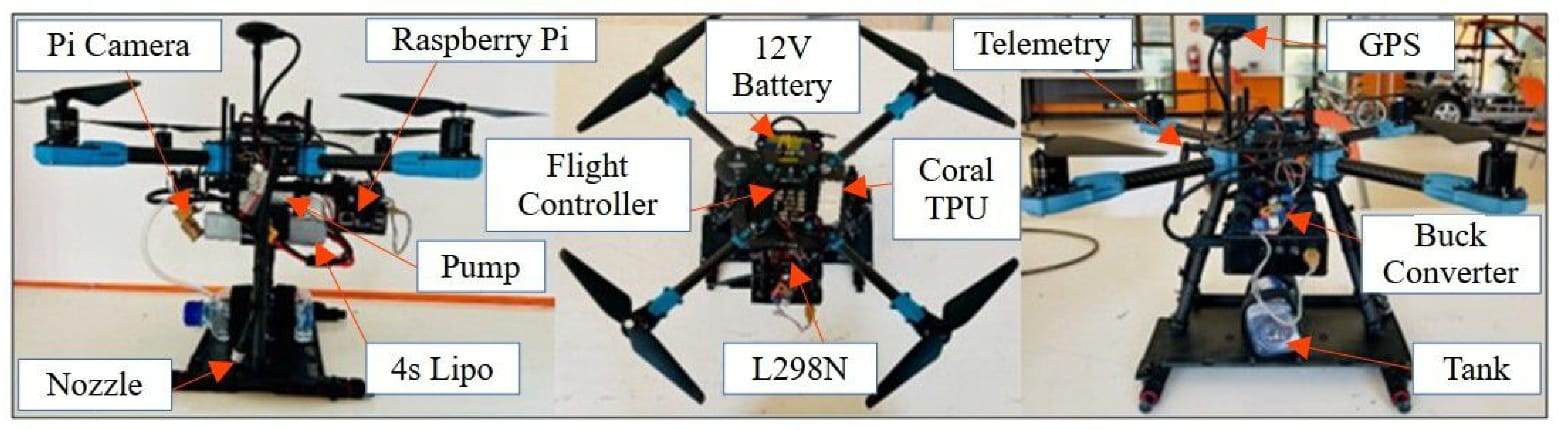 Pi Camera
Raspberry Pi
Pump
Nozzle
4s Lipo
12V
Battery
Flight
Controller
Coral
TPU
L298N
Telemetry
GPS
Buck
Converter
Tank